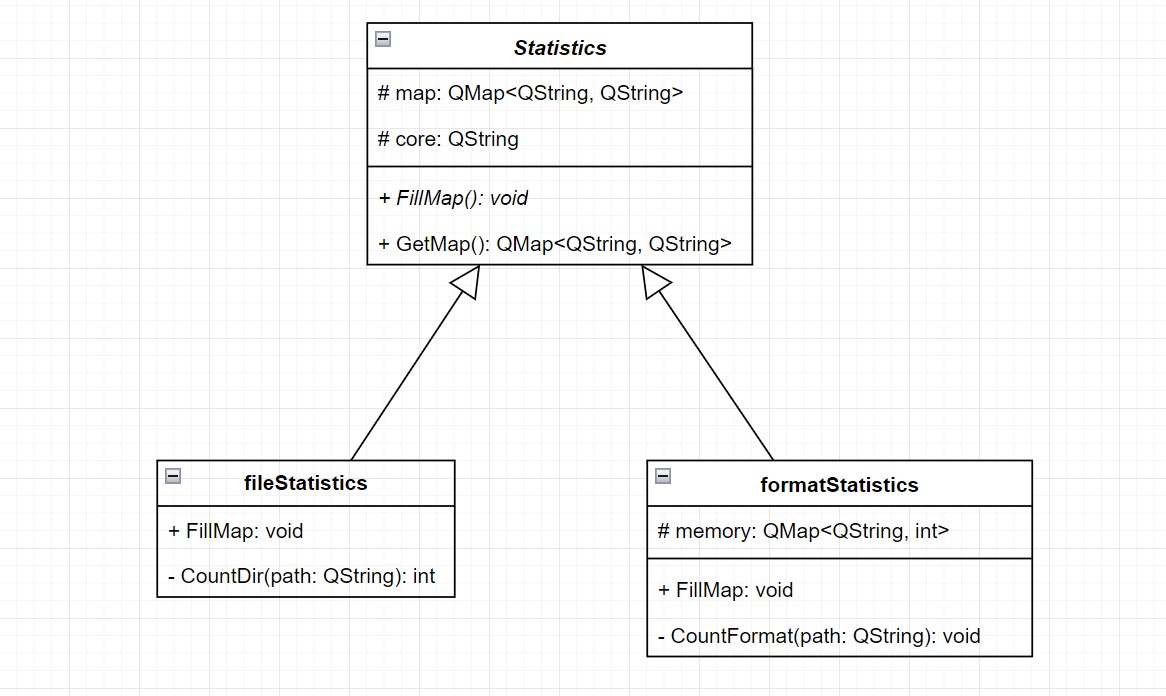 Statistics
# map: QMap<QString, QString>
# core: QString
+ FillMap(): void
+ GetMap(): QMap<QString, QString>
fileStatistics
+ FillMap: void
- CountDir(path: QString): int
formatStatistics
# memory: QMap<QString, int>
+ FillMap: void
- CountFormat(path: QString): void